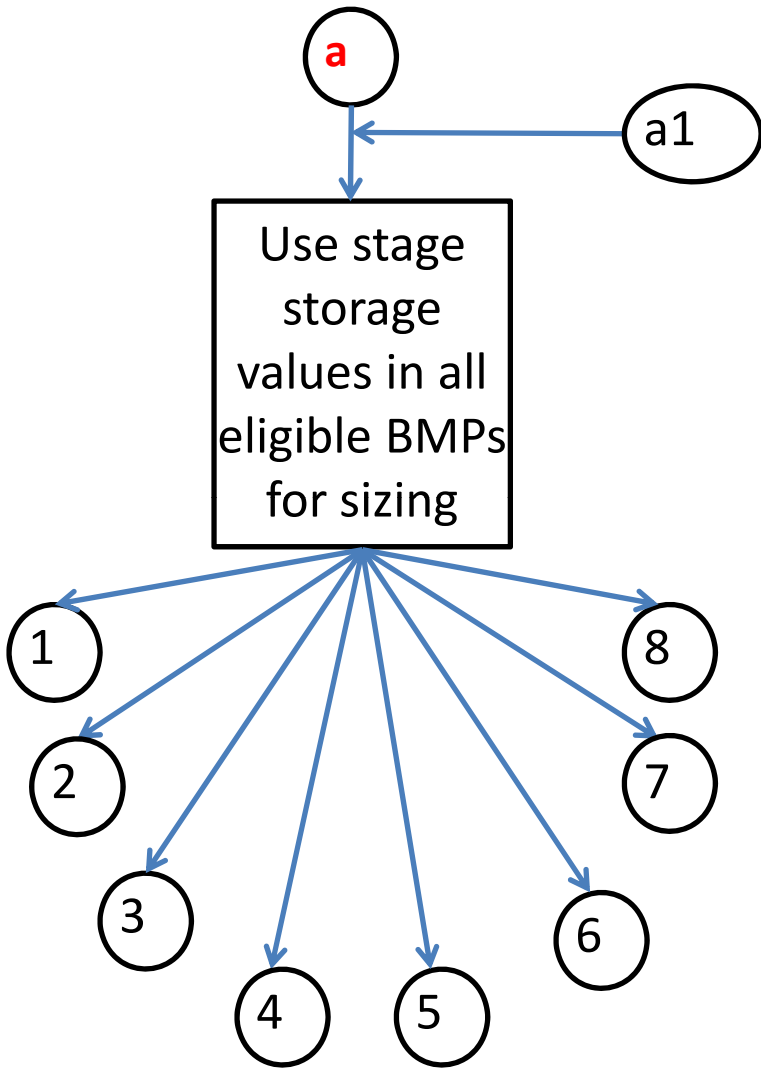 a
a1
Use stage
storage
values in all
eligible BMPs
for sizing
1
8
2
7
3
6
4
5